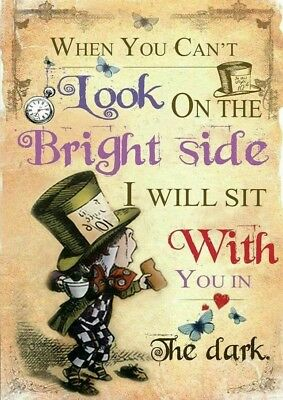 When You Can't
Look On the
Bright side
I will sit
With
You in
The dark.